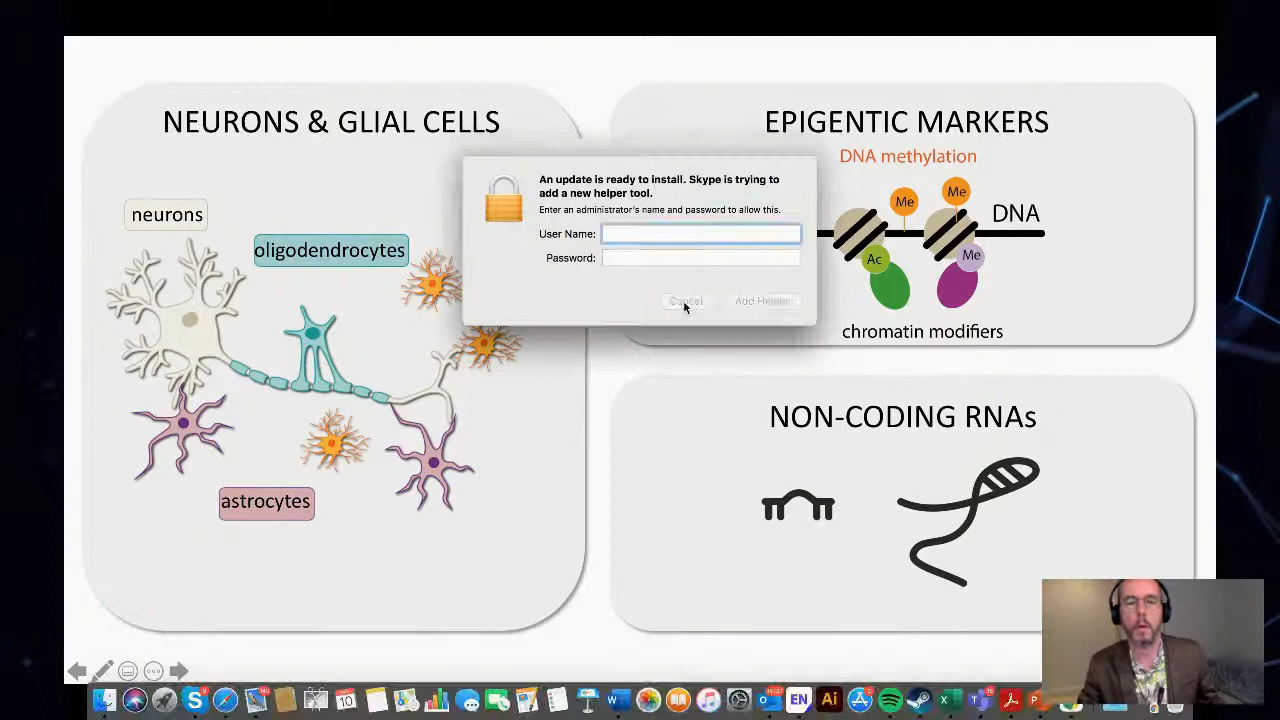 NEURONS & GLIAL CELLS
neurons
oligodendrocytes
astrocytes
An update is ready to install. Skype is trying to
add a new helper tool.
Enter an administrator's name and password to allow this.
User Name:
Password:
Cancel
EPIGENTIC MARKERS
DNA methylation
Me
Me
DNA
Ac
Me
chromatin modifiers
NON-CODING RNAs
10
EN
Ai